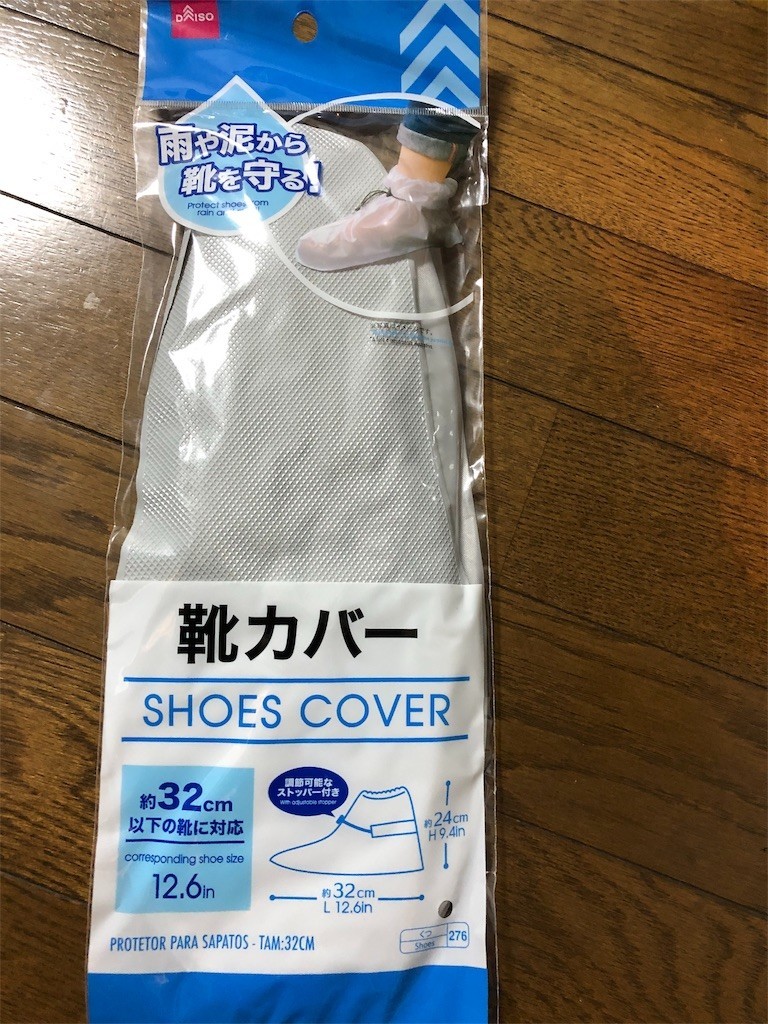 DAISO
雨や泥から
靴を守る!
Protect shoes from
rain and
靴カバー
SHOES COVER
約32cm
以下の靴に対応
corresponding shoe size
12.6in
調節可能な
ストッパー付き
With adjustable stopper
約24cm
H 9.4in
約32cm
L 12.6in
PROTETOR PARA SAPATOS - TAM:32CM
くつ
Shoes
276